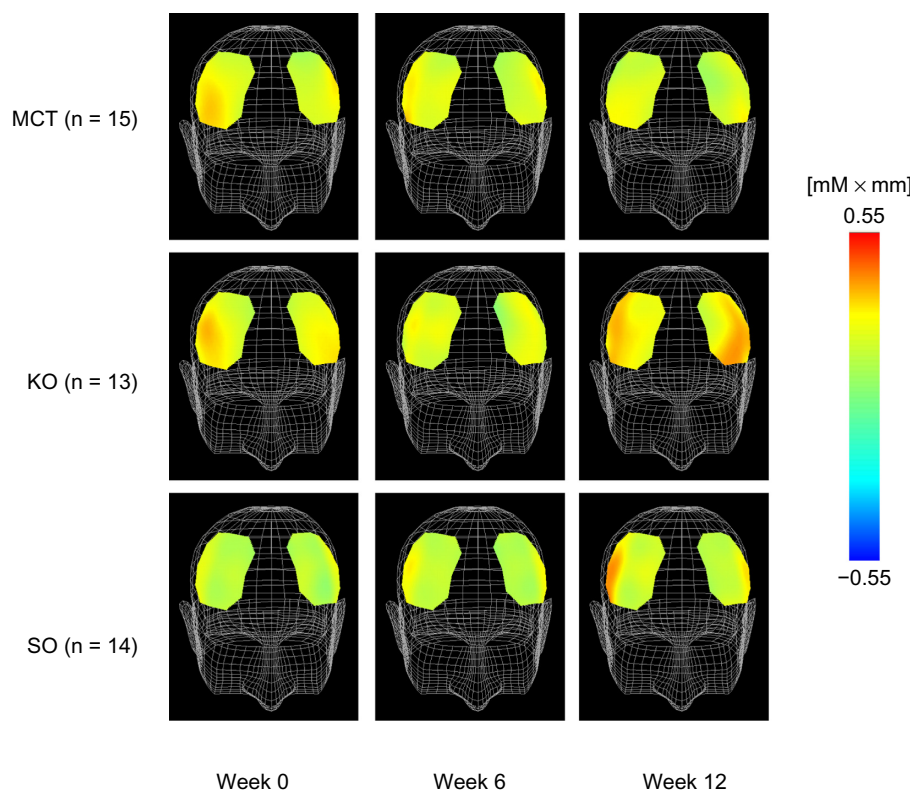 MCT (n = 15)
[mM × mm]
0.55
KO (n = 13)
−0.55
SO (n = 14)
Week 0
Week 6
Week 12